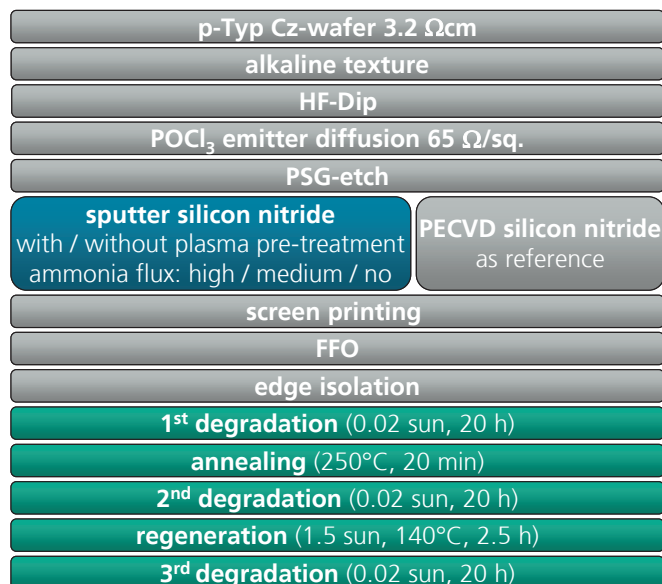 p-Typ Cz-wafer 3.2 Ωcm
alkaline texture
HF-Dip
POCl₃ emitter diffusion 65 Ω/sq.
PSG-etch
sputter silicon nitride
with / without plasma pre-treatment
ammonia flux: high / medium / no
PECVD silicon nitride
as reference
screen printing
FFO
edge isolation
1ˢᵗ degradation (0.02 sun, 20 h)
annealing (250°C, 20 min)
2ⁿᵈ degradation (0.02 sun, 20 h)
regeneration (1.5 sun, 140°C, 2.5 h)
3ʳᵈ degradation (0.02 sun, 20 h)